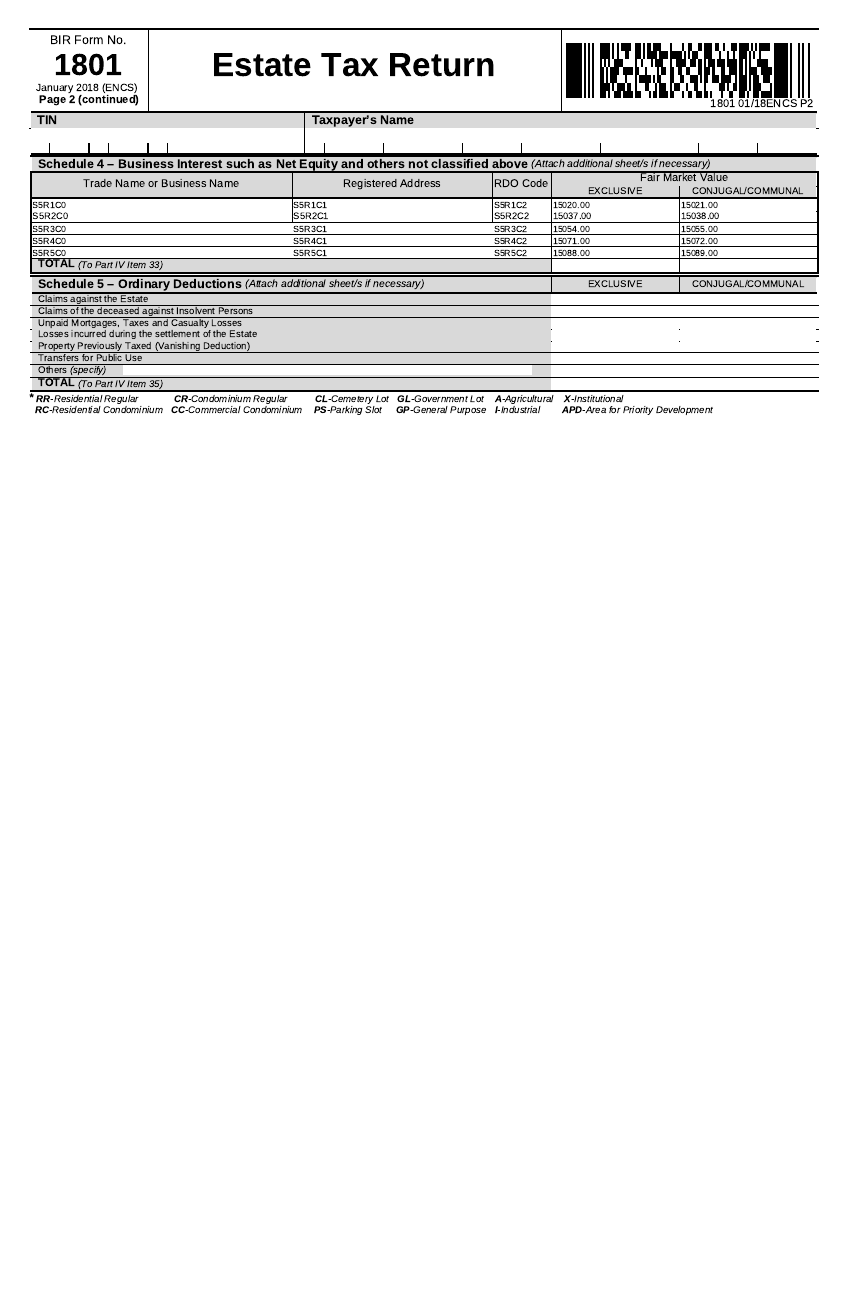 BIR Form No.
1801
January 2018 (ENCS)
Page 2 (continued)
Estate Tax Return
1801 01/18ENCS P2
TIN Taxpayer's Name
Schedule 4 – Business Interest such as Net Equity and others not classified above (Attach additional sheet/s if necessary)
Trade Name or Business Name Registered Address RDO Code Fair Market Value
EXCLUSIVE CONJUGAL/COMMUNAL
S5R1C0 S5R1C1 S5R1C2 15020.00 15021.00
S5R2C0 S5R2C1 S5R2C2 15037.00 15038.00
S5R3C0 S5R3C1 S5R3C2 15054.00 15055.00
S5R4C0 S5R4C1 S5R4C2 15071.00 15072.00
S5R5C0 S5R5C1 S5R5C2 15088.00 15089.00
TOTAL (To Part IV Item 33)
Schedule 5 – Ordinary Deductions (Attach additional sheet/s if necessary) EXCLUSIVE CONJUGAL/COMMUNAL
Claims against the Estate
Claims of the deceased against Insolvent Persons
Unpaid Mortgages, Taxes and Casualty Losses
Losses incurred during the settlement of the Estate
Property Previously Taxed (Vanishing Deduction)
Transfers for Public Use
Others (specify)
TOTAL (To Part IV Item 35)
* RR-Residential Regular CR-Condominium Regular CL-Cemetery Lot GL-Government Lot A-Agricultural X-Institutional
RC-Residential Condominium CC-Commercial Condominium PS-Parking Slot GP-General Purpose I-Industrial APD-Area for Priority Development